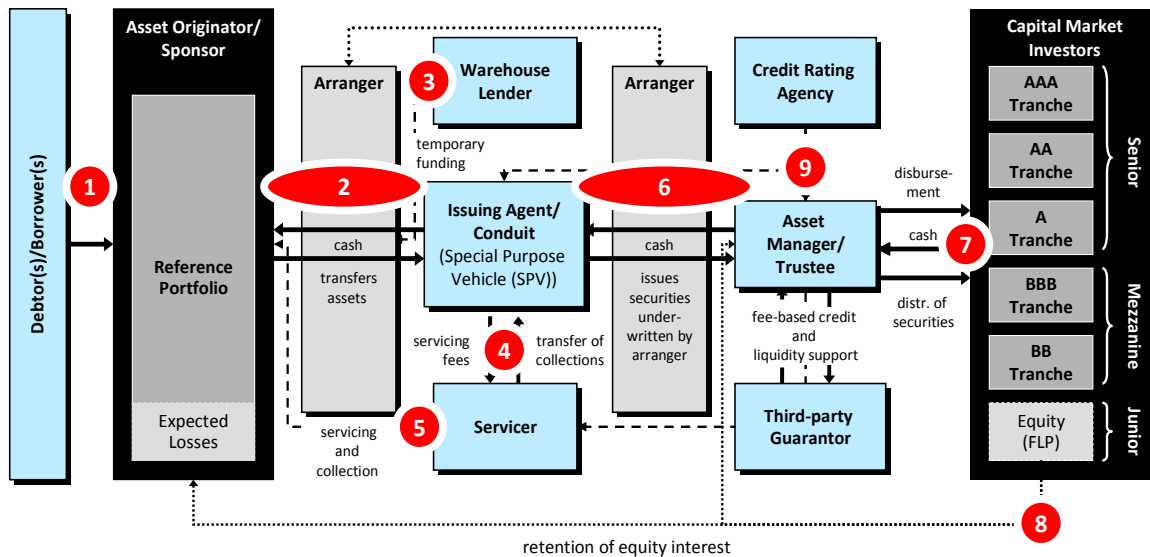 Debtor(s)/Borrower(s)
1
Asset Originator/
Sponsor
Reference
Portfolio
Expected
Losses
2
Arranger
cash
transfers
assets
servicing
and
collection
3
Warehouse
Lender
temporary
funding
Issuing Agent/
Conduit
(Special Purpose
Vehicle (SPV))
servicing
fees
4
transfer of
collections
5
Servicer
Arranger
6
cash
issues
securities
under-
written by
arranger
Credit Rating
Agency
9
Asset
Manager/
Trustee
fee-based credit
and
liquidity support
Third-party
Guarantor
disburse-
ment
cash
7
distr. of
securities
Capital Market
Investors
AAA
Tranche
AA
Tranche
A
Tranche
Senior
BBB
Tranche
BB
Tranche
Mezzanine
Equity
(FLP)
Junior
8
retention of equity interest